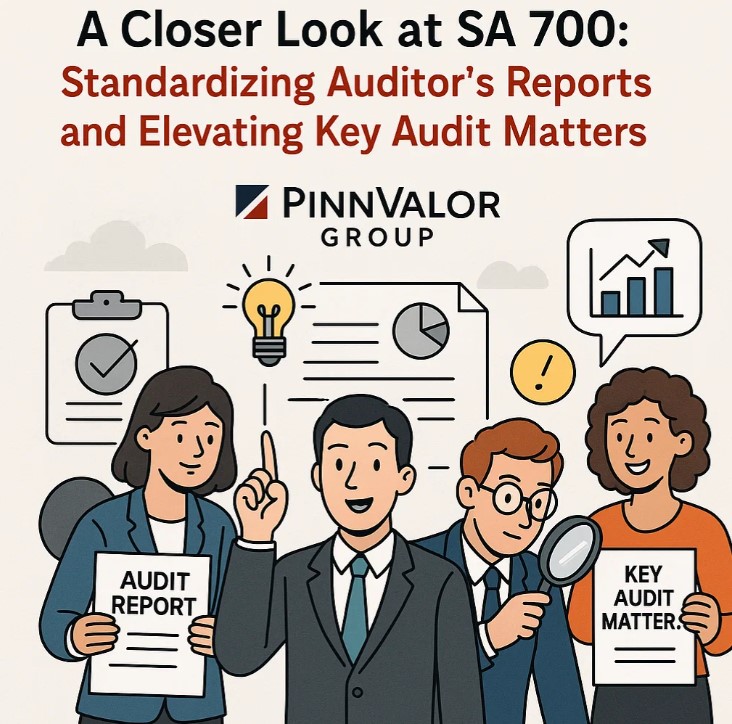 A Closer Look at SA 700:
Standardizing Auditor's Reports
and Elevating Key Audit Matters
PINNVALOR
GROUP
AUDIT
REPORT
KEY
AUDIT
MATTER.